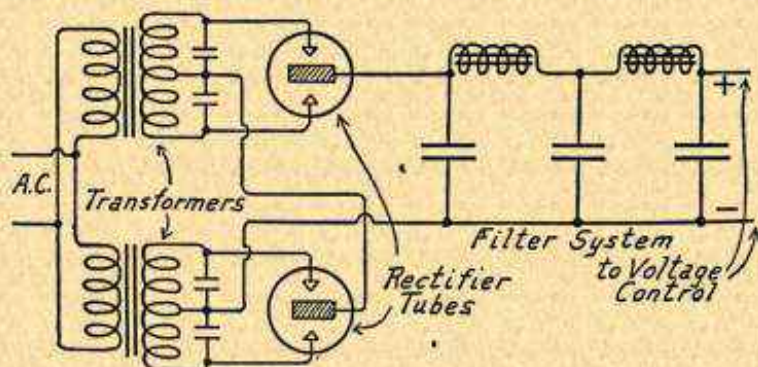 A.C.
Transformers
Rectifier
Tubes
+
−
Filter System
to Voltage
Control